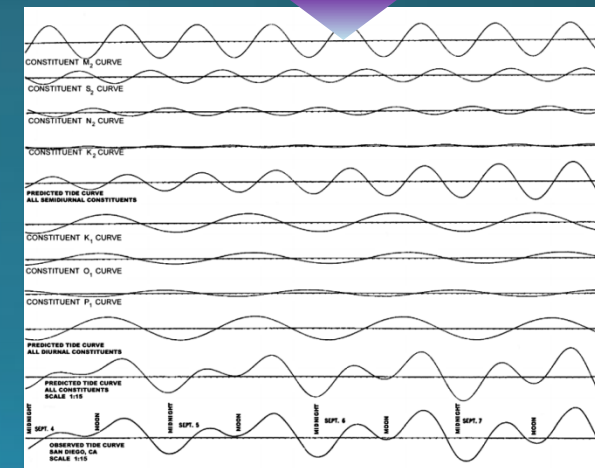 CONSTITUENT M2 CURVE
CONSTITUENT S2 CURVE
CONSTITUENT N2 CURVE
CONSTITUENT K2 CURVE
PREDICTED TIDE CURVE
ALL SEMIDIURNAL CONSTITUENTS
CONSTITUENT K1 CURVE
CONSTITUENT O1 CURVE
CONSTITUENT P1 CURVE
PREDICTED TIDE CURVE
ALL DIURNAL CONSTITUENTS
PREDICTED TIDE CURVE
ALL CONSTITUENTS
SCALE 1:15
MIDNIGHT
SEPT. 4
NOON
MIDNIGHT
SEPT. 5
NOON
MIDNIGHT
SEPT. 6
NOON
MIDNIGHT
SEPT. 7
NOON
OBSERVED TIDE CURVE
SAN DIEGO, CA
SCALE 1:15